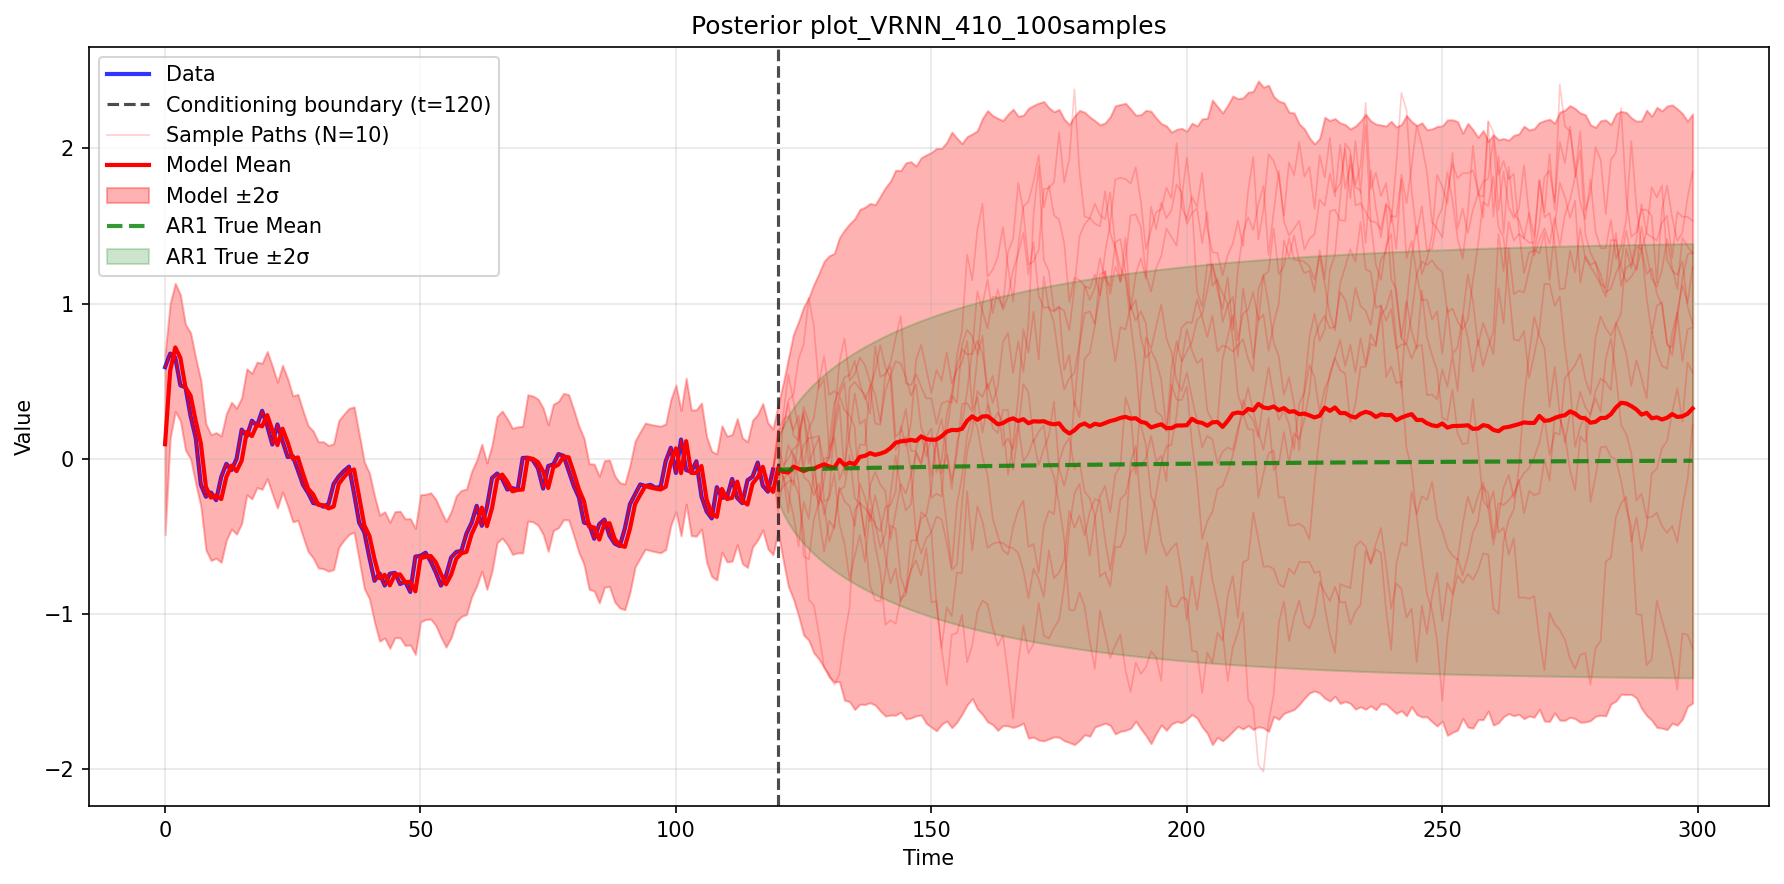 Posterior plot_VRNN_410_100samples
Data
Conditioning boundary (t=120)
Sample Paths (N=10)
Model Mean
Model ±2σ
AR1 True Mean
AR1 True ±2σ
Value
2
1
0
−1
−2
0 50 100 150 200 250 300
Time